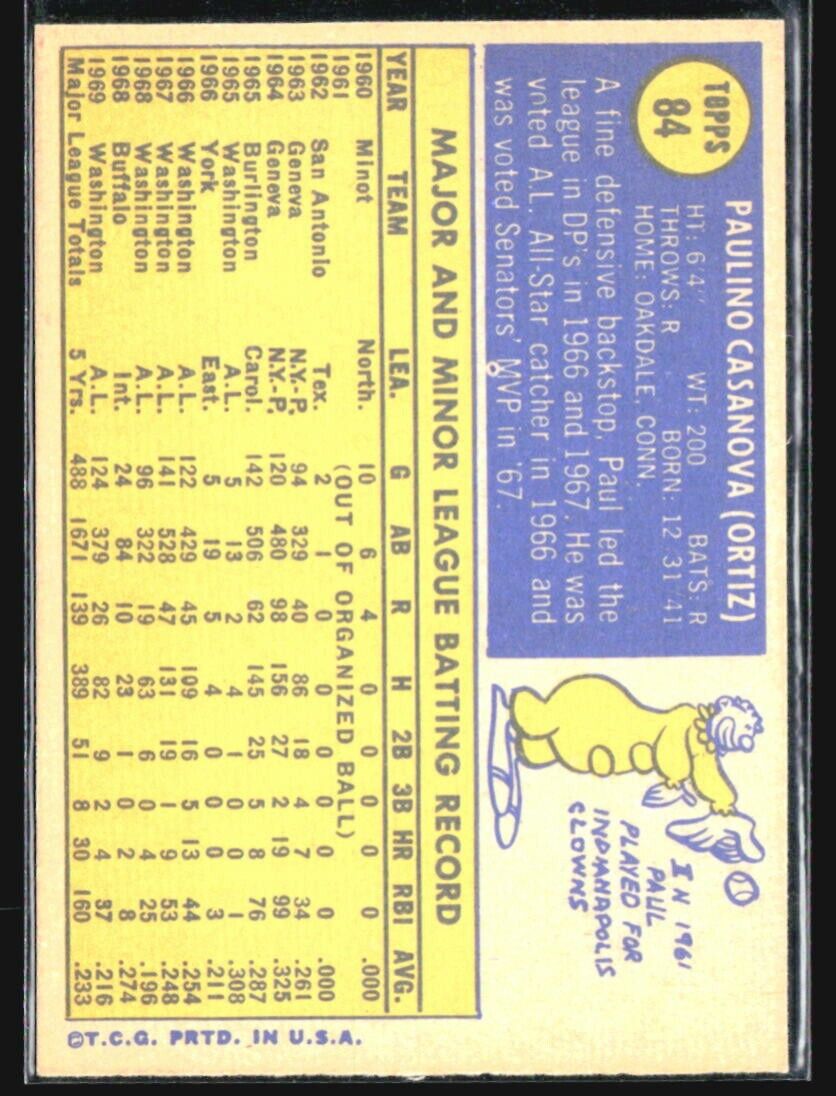 TOPPS
84
PAULINO CASANOVA (ORTIZ)
HT: 6'4" WT: 200 BATS: R
THROWS: R BORN: 12 31 '41
HOME: OAKDALE, CONN.
A fine defensive backstop, Paul led the
league in DP's in 1966 and 1967. He was
voted A.L. All-Star catcher in 1966 and
was voted Senators' MVP in '67.
IN 1961
PAUL
PLAYED FOR
INDIANAPOLIS
CLOWNS
MAJOR AND MINOR LEAGUE BATTING RECORD
YEAR TEAM LEA. G AB R H 2B 3B HR RBI AVG.
1960 Minot North. 10 6 4 0 0 0 0 0 .000
1961 (OUT OF ORGANIZED BALL)
1962 San Antonio Tex. 2 1 0 0 0 0 0 0 .000
1963 Geneva N.Y.-P. 94 329 40 86 18 4 7 34 .261
1964 Geneva N.Y.-P. 120 480 98 156 27 2 19 99 .325
1965 Burlington Carol. 142 506 62 145 25 5 8 76 .287
1965 Washington A.L. 5 13 2 4 1 0 0 1 .308
1966 York East. 5 19 5 4 0 0 0 3 .211
1966 Washington A.L. 122 429 45 109 16 5 13 44 .254
1967 Washington A.L. 141 528 47 131 19 1 9 53 .248
1968 Washington A.L. 96 322 19 63 6 0 4 25 .196
1968 Buffalo Int. 24 84 10 23 1 0 2 8 .274
1969 Washington A.L. 124 379 26 82 9 2 4 37 .216
Major League Totals 5 Yrs. 488 1671 139 389 51 8 30 160 .233
©T.C.G. PRTD. IN U.S.A.